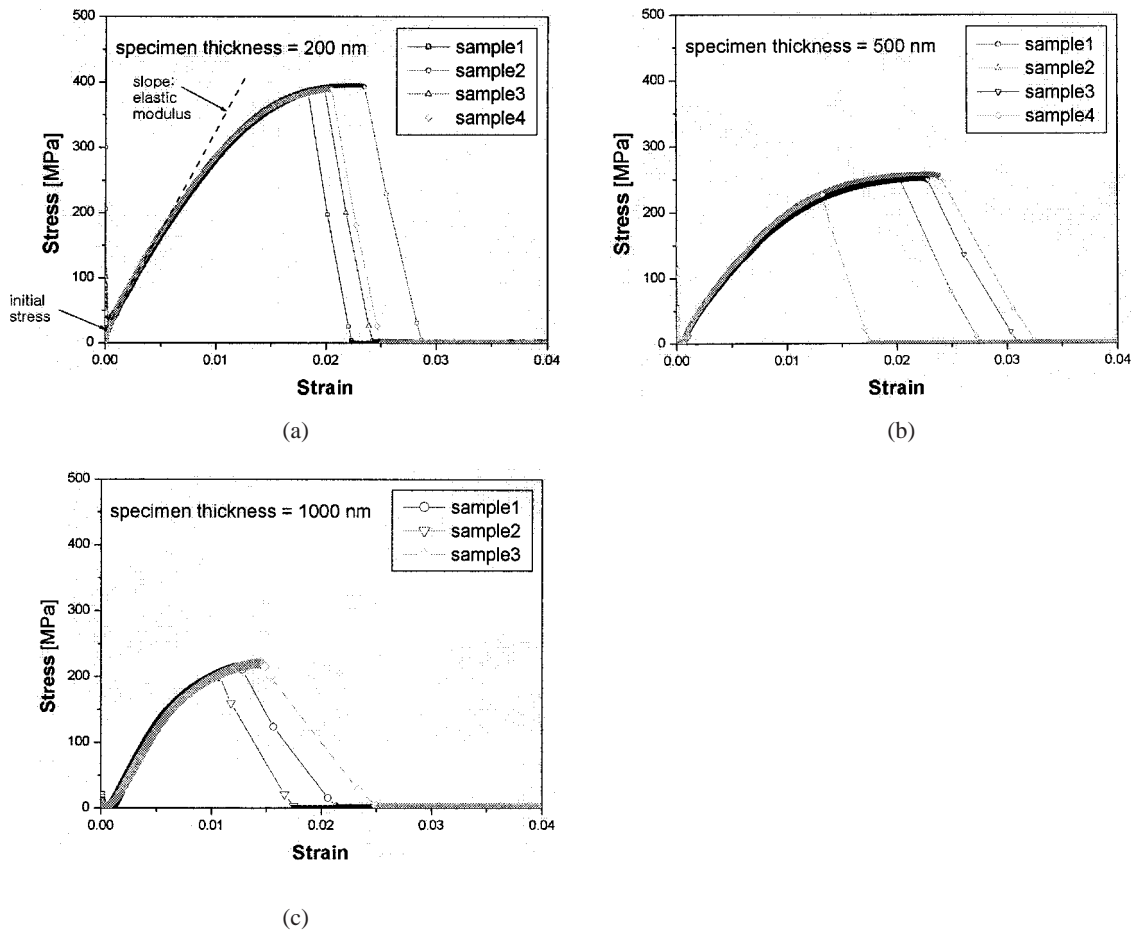 500
400
300
200
100
0
Stress [MPa]
specimen thickness = 200 nm
slope:
elastic
modulus
initial
stress
sample1
sample2
sample3
sample4
0.00
0.01
0.02
0.03
0.04
Strain
(a)
500
400
300
200
100
0
Stress [MPa]
specimen thickness = 500 nm
sample1
sample2
sample3
sample4
0.00
0.01
0.02
0.03
0.04
Strain
(b)
500
400
300
200
100
0
Stress [MPa]
specimen thickness = 1000 nm
sample1
sample2
sample3
0.00
0.01
0.02
0.03
0.04
Strain
(c)